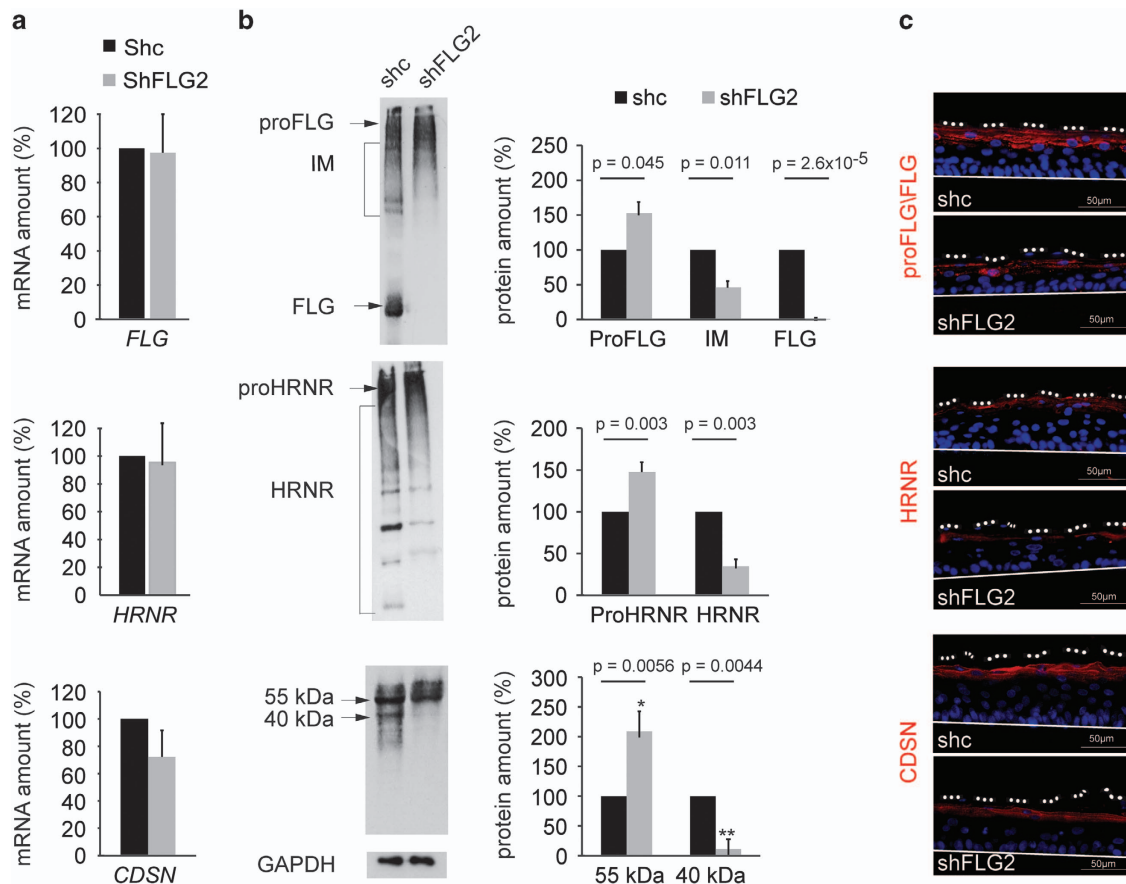 a
Shc
ShFLG2
mRNA amount (%)
120
100
80
60
40
20
0
FLG
mRNA amount (%)
120
100
80
60
40
20
0
HRNR
mRNA amount (%)
120
100
80
60
40
20
0
CDSN
b
shc
shFLG2
proFLG
IM
FLG
proHRNR
HRNR
55 kDa
40 kDa
GAPDH
shc
shFLG2
protein amount (%)
250
200
150
100
50
0
p = 0.045
p = 0.011
p = 2.6x10-5
ProFLG
IM
FLG
protein amount (%)
200
150
100
50
0
p = 0.003
p = 0.003
ProHRNR
HRNR
protein amount (%)
300
250
200
150
100
50
0
p = 0.0056
p = 0.0044
*
**
55 kDa
40 kDa
c
proFLG\FLG
shc
50µm
shFLG2
50µm
HRNR
shc
50µm
shFLG2
50µm
CDSN
shc
50µm
shFLG2
50µm